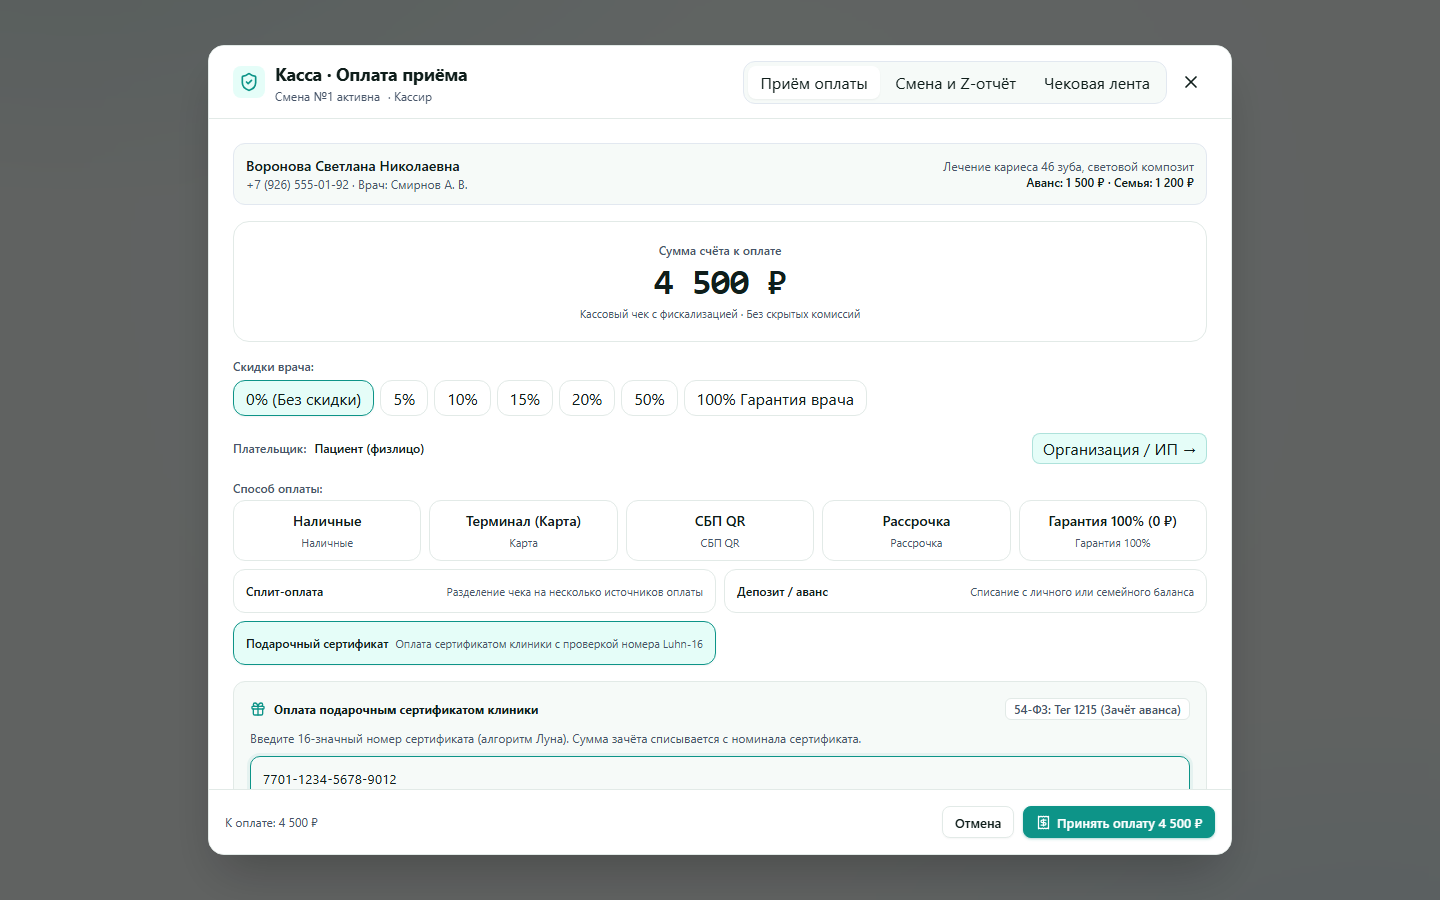 Касса · Оплата приёма
Смена №1 активна · Кассир
Приём оплаты
Смена и Z-отчёт
Чековая лента
Воронова Светлана Николаевна
+7 (926) 555-01-92 · Врач: Смирнов А. В.
Лечение кариеса 46 зуба, световой композит
Аванс: 1 500 ₽ · Семья: 1 200 ₽
Сумма счёта к оплате
4 500 ₽
Кассовый чек с фискализацией · Без скрытых комиссий
Скидки врача:
0% (Без скидки)
5%
10%
15%
20%
50%
100% Гарантия врача
Плательщик: Пациент (физлицо)
Организация / ИП →
Способ оплаты:
Наличные
Наличные
Терминал (Карта)
Карта
СБП QR
СБП QR
Рассрочка
Рассрочка
Гарантия 100% (0 ₽)
Гарантия 100%
Сплит-оплата
Разделение чека на несколько источников оплаты
Депозит / аванс
Списание с личного или семейного баланса
Подарочный сертификат
Оплата сертификатом клиники с проверкой номера Luhn-16
Оплата подарочным сертификатом клиники
54-ФЗ: Тег 1215 (Зачёт аванса)
Введите 16-значный номер сертификата (алгоритм Луна). Сумма зачёта списывается с номинала сертификата.
7701-1234-5678-9012
К оплате: 4 500 ₽
Отмена
Принять оплату 4 500 ₽